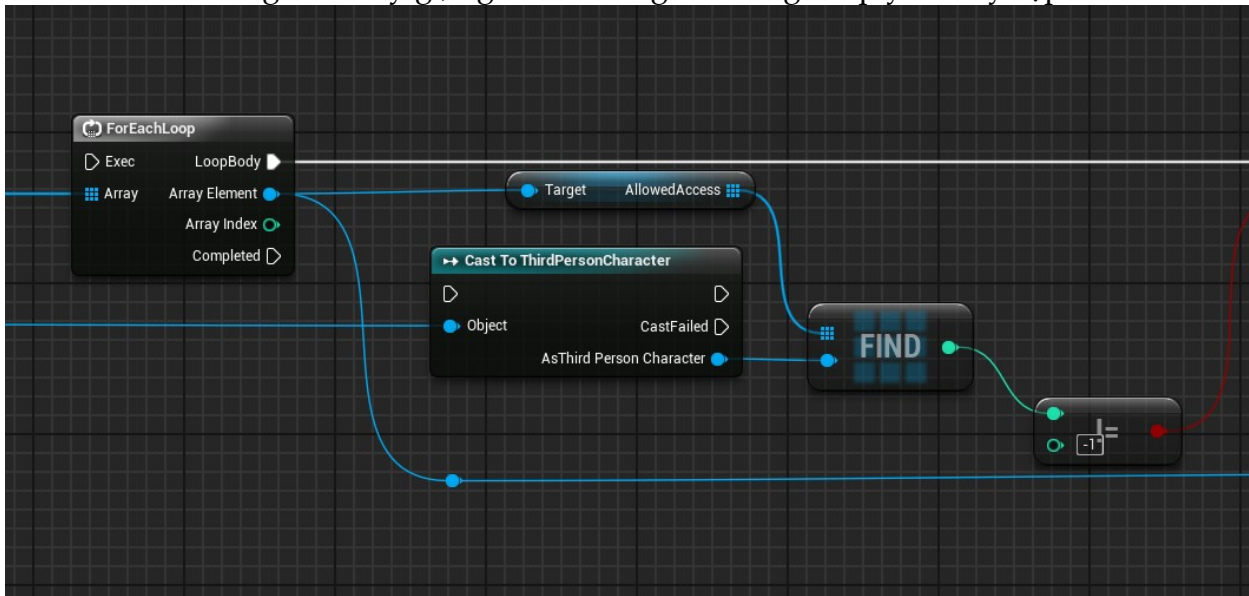 ForEachLoop
Exec LoopBody
Array Array Element
Array Index
Completed
Target AllowedAccess
Cast To ThirdPersonCharacter
Object CastFailed
AsThird Person Character
FIND
!=
-1